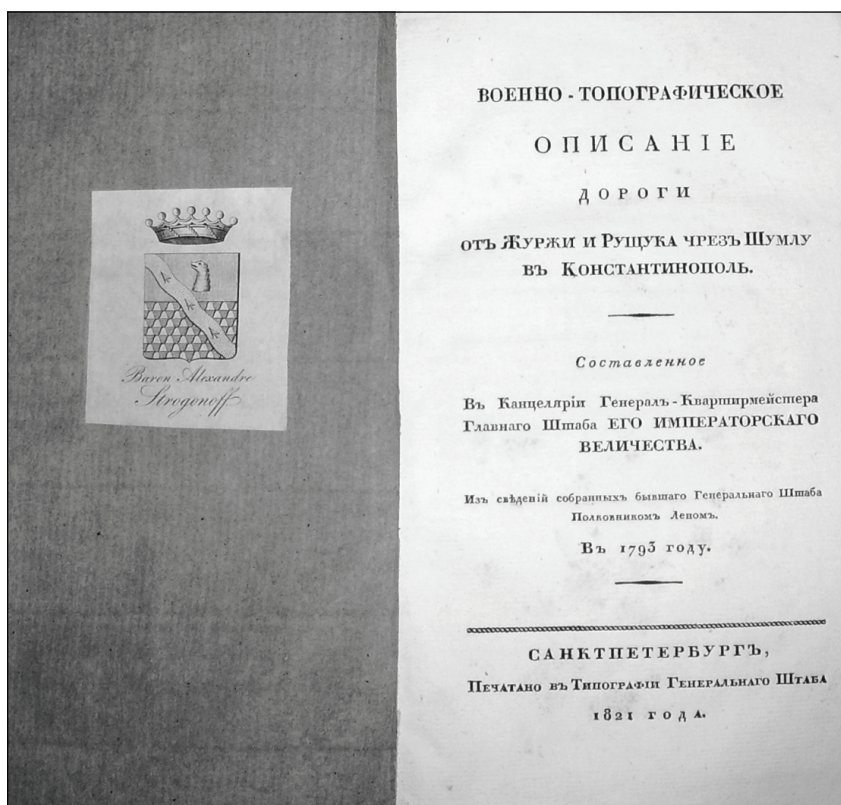 Baron Alexandre
Strogonoff
ВОЕННО - ТОПОГРАФИЧЕСКОЕ
ОПИСАНІЕ
ДОРОГИ
ОТЪ ЖУРЖИ И РУЩУКА ЧРЕЗЪ ШУМЛУ
ВЪ КОНСТАНТИНОПОЛЬ.
Составленное
Въ Канцеляріи Генералъ - Квартирмейстера
Главнаго Штаба ЕГО ИМПЕРАТОРСКАГО
ВЕЛИЧЕСТВА.
Изъ свѣденій собранныхъ бывшаго Генеральнаго Штаба
Полковникомъ Леномъ.
Въ 1793 году.
САНКТПЕТЕРБУРГЪ,
Печатано въ Типографіи Генеральнаго Штаба
1821 года.